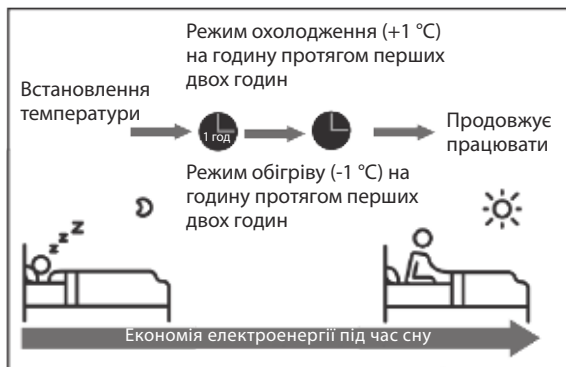 Режим охолодження (+1 °C)
на годину протягом перших
двох годин
Встановлення
температури
1 год
Продовжує
працювати
Режим обігріву (-1 °C) на
годину протягом перших
двох годин
z z Z
Економія електроенергії під час сну